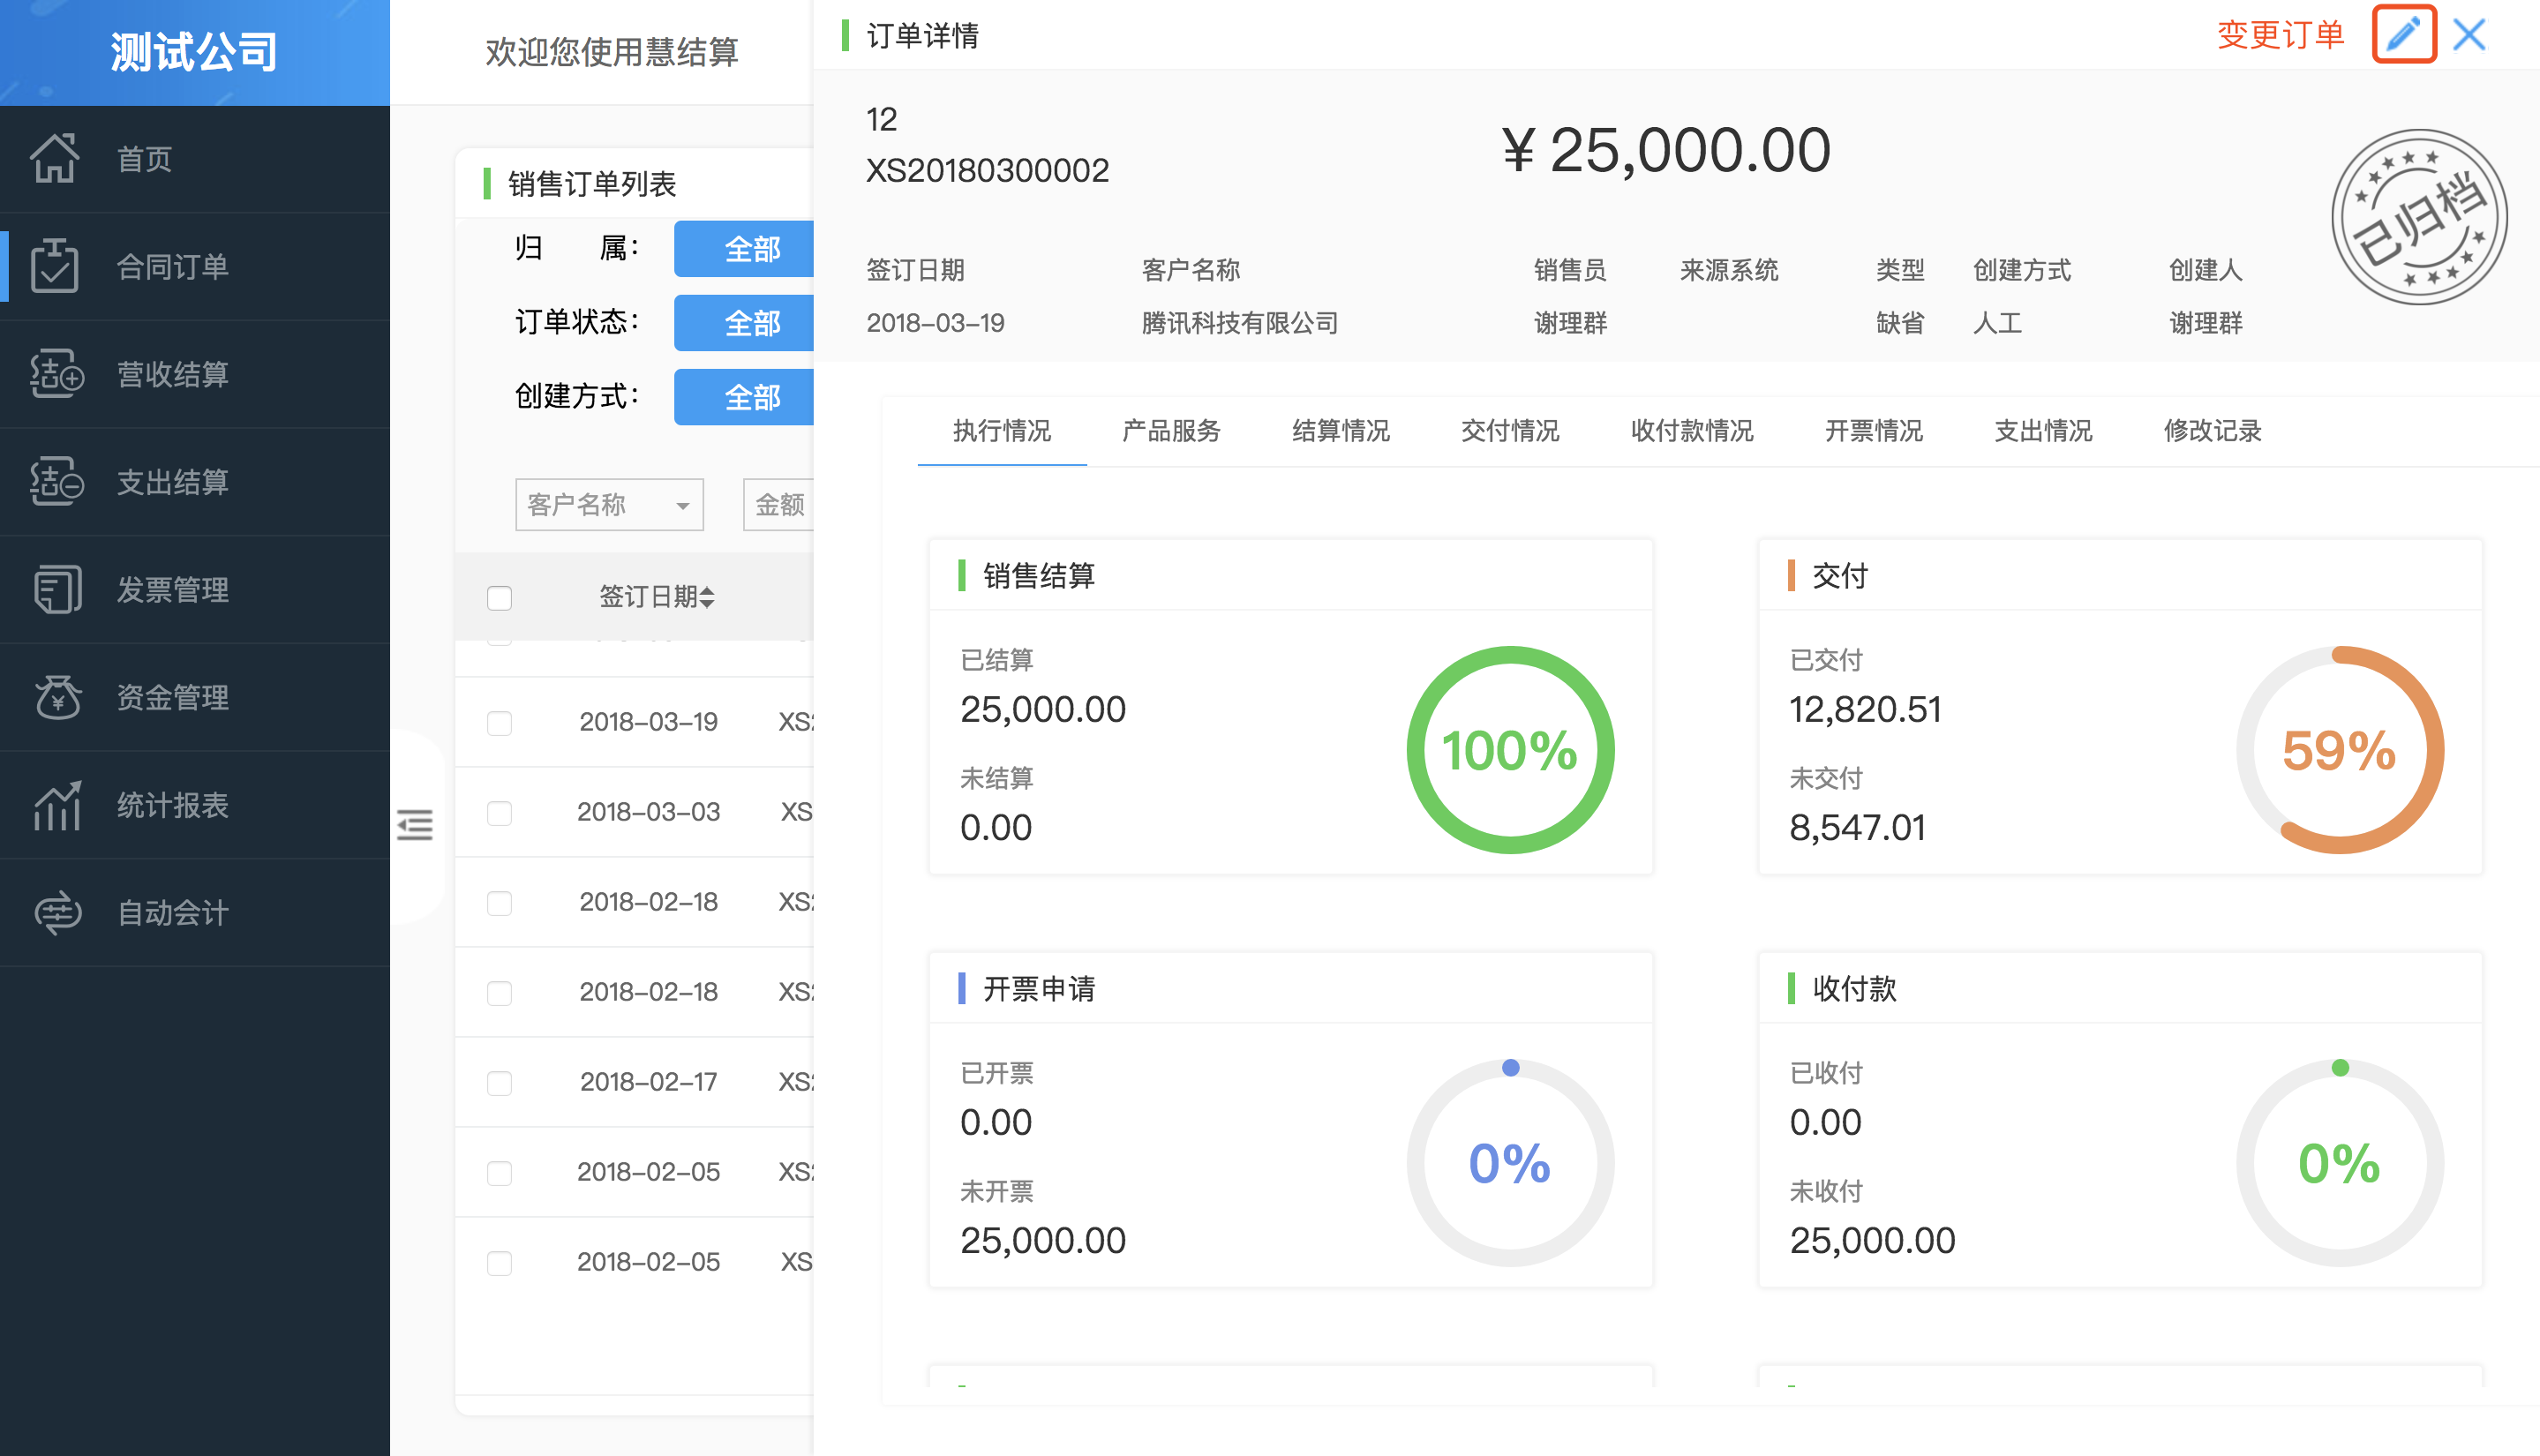 测试公司
首页
合同订单
营收结算
支出结算
发票管理
资金管理
统计报表
自动会计
欢迎您使用慧结算
销售订单列表
归 属： 全部
订单状态： 全部
创建方式： 全部
客户名称 金额
签订日期
2018-03-19 XS
2018-03-03 XS
2018-02-18 XS
2018-02-18 XS
2018-02-17 XS
2018-02-05 XS
2018-02-05 XS
订单详情
变更订单
12
XS20180300002
¥ 25,000.00
已归档
签订日期 客户名称 销售员 来源系统 类型 创建方式 创建人
2018-03-19 腾讯科技有限公司 谢理群 缺省 人工 谢理群
执行情况 产品服务 结算情况 交付情况 收付款情况 开票情况 支出情况 修改记录
销售结算
已结算
25,000.00
未结算
0.00
100%
交付
已交付
12,820.51
未交付
8,547.01
59%
开票申请
已开票
0.00
未开票
25,000.00
0%
收付款
已收付
0.00
未收付
25,000.00
0%